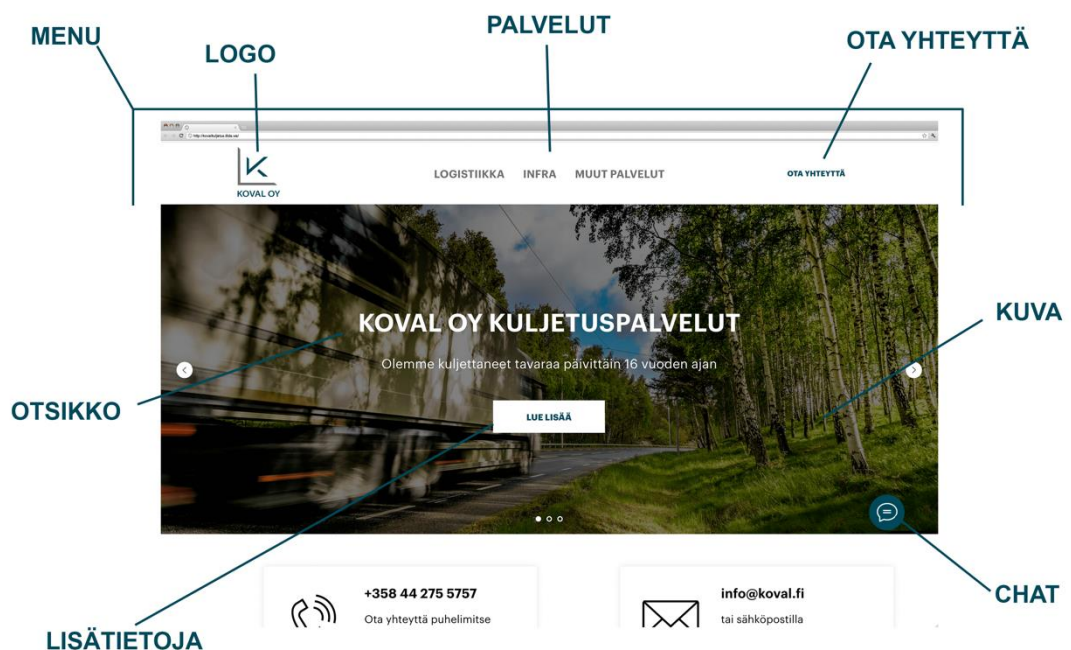 MENU
LOGO
PALVELUT
OTA YHTEYTTÄ
KOVAL OY
LOGISTIIKKA INFRA MUUT PALVELUT
OTA YHTEYTTÄ
KOVAL OY KULJETUSPALVELUT
Olemme kuljettaneet tavaraa päivittäin 16 vuoden ajan
LUE LISÄÄ
KUVA
OTSIKKO
CHAT
+358 44 275 5757
Ota yhteyttä puhelimitse
info@koval.fi
tai sähköpostilla
LISÄTIETOJA